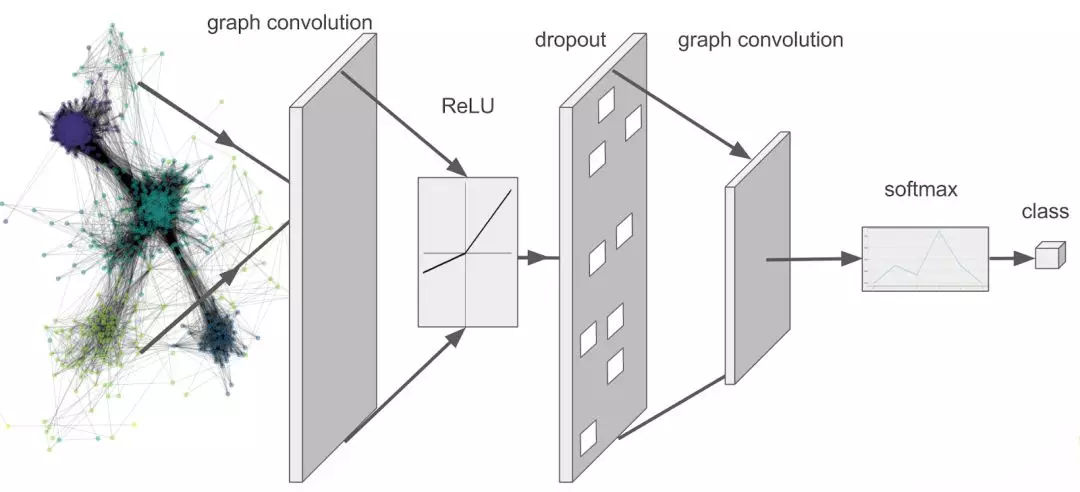 graph convolution
ReLU
dropout
graph convolution
softmax
class